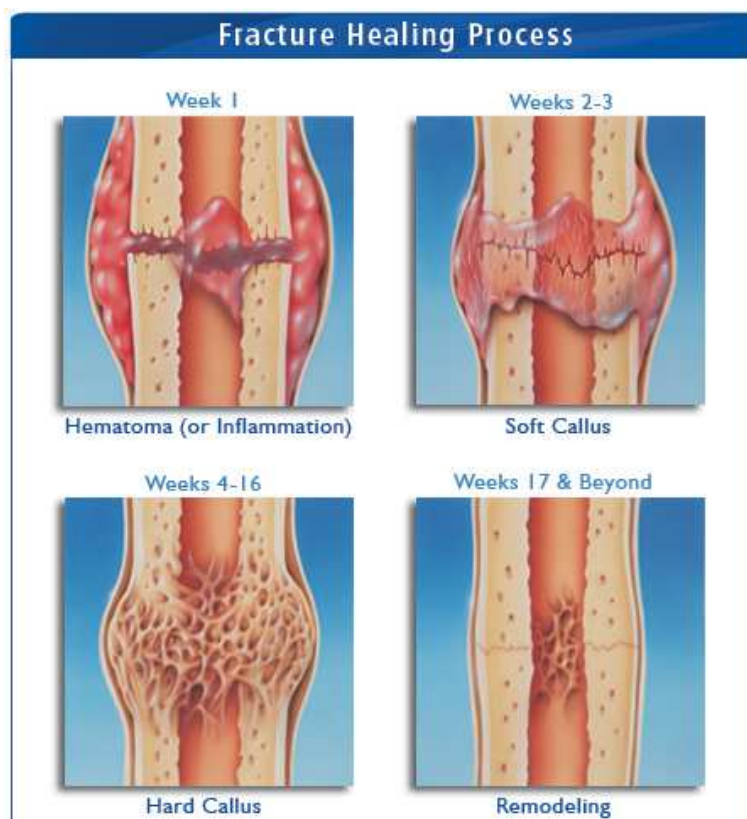 Fracture Healing Process
Week 1
Weeks 2-3
Hematoma (or Inflammation)
Soft Callus
Weeks 4-16
Weeks 17 & Beyond
Hard Callus
Remodeling